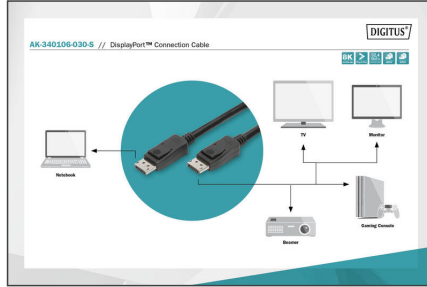 DIGITUS®
AK-340106-030-S // DisplayPort™ Connection Cable
8K
TV
Monitor
Notebook
Gaming Console
Beamer